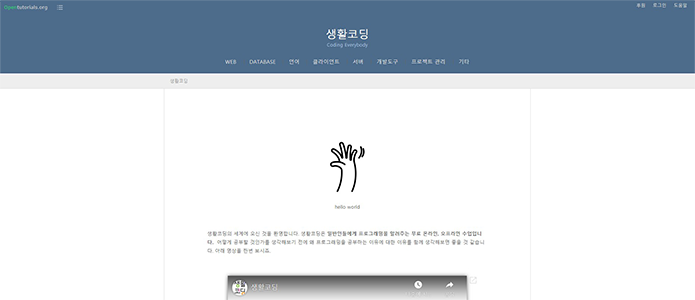 Opentutorials.org
후원 로그인 도움말
생활코딩
Coding Everybody
WEB DATABASE 언어 클라이언트 서버 개발도구 프로젝트 관리 기타
생활코딩
hello world
생활코딩의 세계에 오신 것을 환영합니다. 생활코딩은 일반인들에게 프로그래밍을 알려주는 무료 온라인, 오프라인 수업입니
다. 어떻게 공부할 것인가를 생각해보기 전에 왜 프로그래밍을 공부하는 이유에 대한 이유를 함께 생각해보면 좋을 것 같습니
다. 아래 영상을 한번 보시죠.
생활코딩